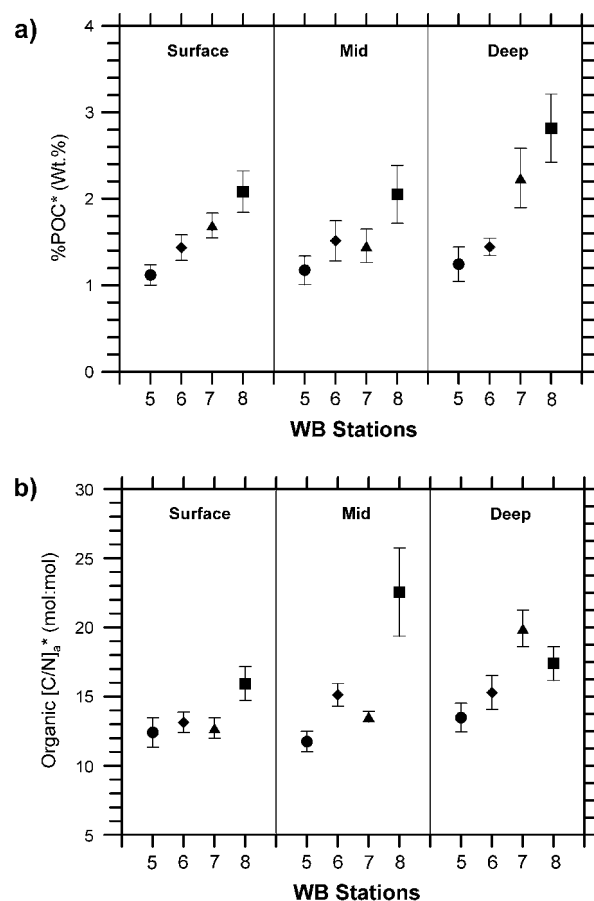 a)
4
3
2
1
0
%POC* (Wt.%)
Surface Mid Deep
5 6 7 8 5 6 7 8 5 6 7 8
WB Stations
b)
30
25
20
15
10
5
Organic [C/N]a* (mol:mol)
Surface Mid Deep
5 6 7 8 5 6 7 8 5 6 7 8
WB Stations